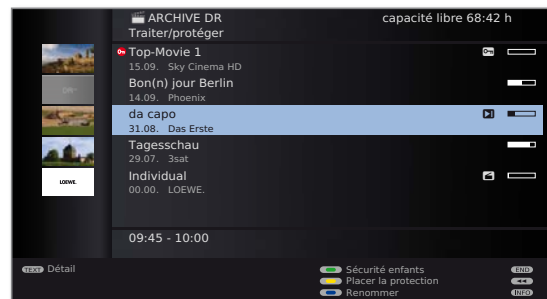 ARCHIVE DR
capacité libre 68:42 h
Traiter/protéger
Top-Movie 1
15.09. Sky Cinema HD
Bon(n) jour Berlin
14.09. Phoenix
da capo
31.08. Das Erste
Tagesschau
29.07. 3sat
Individual
00.00. LOEWE.
LOEWE.
09:45 - 10:00
TEXT Détail
Sécurité enfants
END
Placer la protection
Renommer
INFO